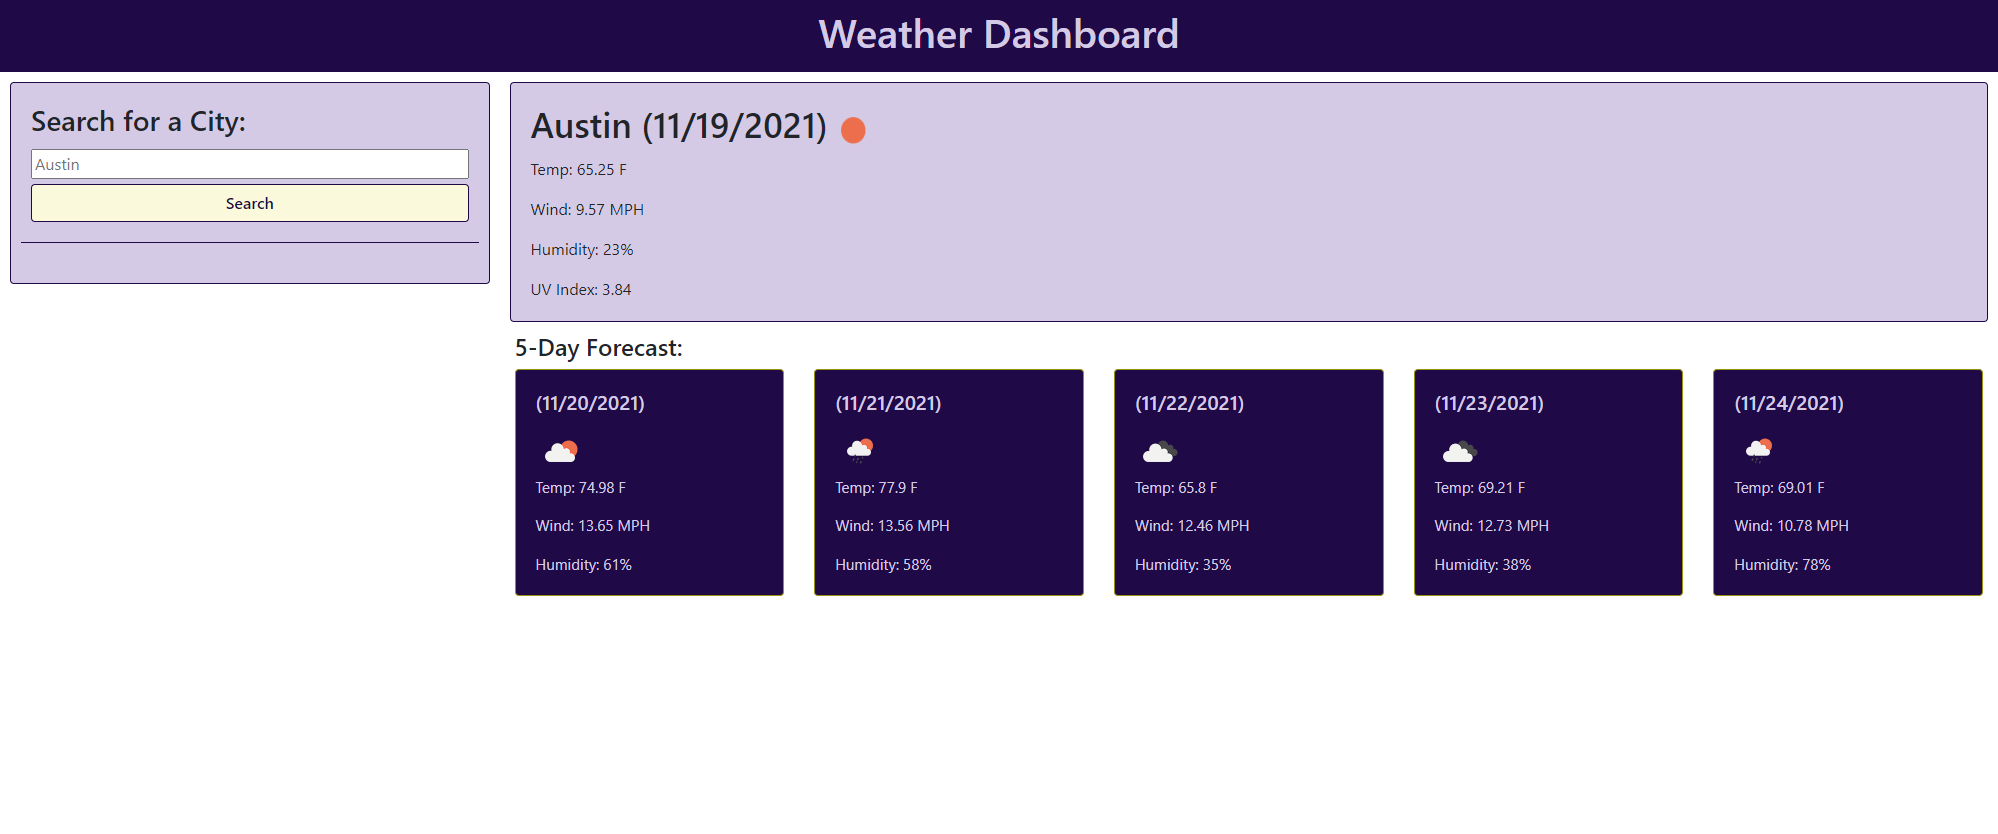 Weather Dashboard
Search for a City:
Austin
Search
Austin (11/19/2021)
Temp: 65.25 F
Wind: 9.57 MPH
Humidity: 23%
UV Index: 3.84
5-Day Forecast:
(11/20/2021)
Temp: 74.98 F
Wind: 13.65 MPH
Humidity: 61%
(11/21/2021)
Temp: 77.9 F
Wind: 13.56 MPH
Humidity: 58%
(11/22/2021)
Temp: 65.8 F
Wind: 12.46 MPH
Humidity: 35%
(11/23/2021)
Temp: 69.21 F
Wind: 12.73 MPH
Humidity: 38%
(11/24/2021)
Temp: 69.01 F
Wind: 10.78 MPH
Humidity: 78%